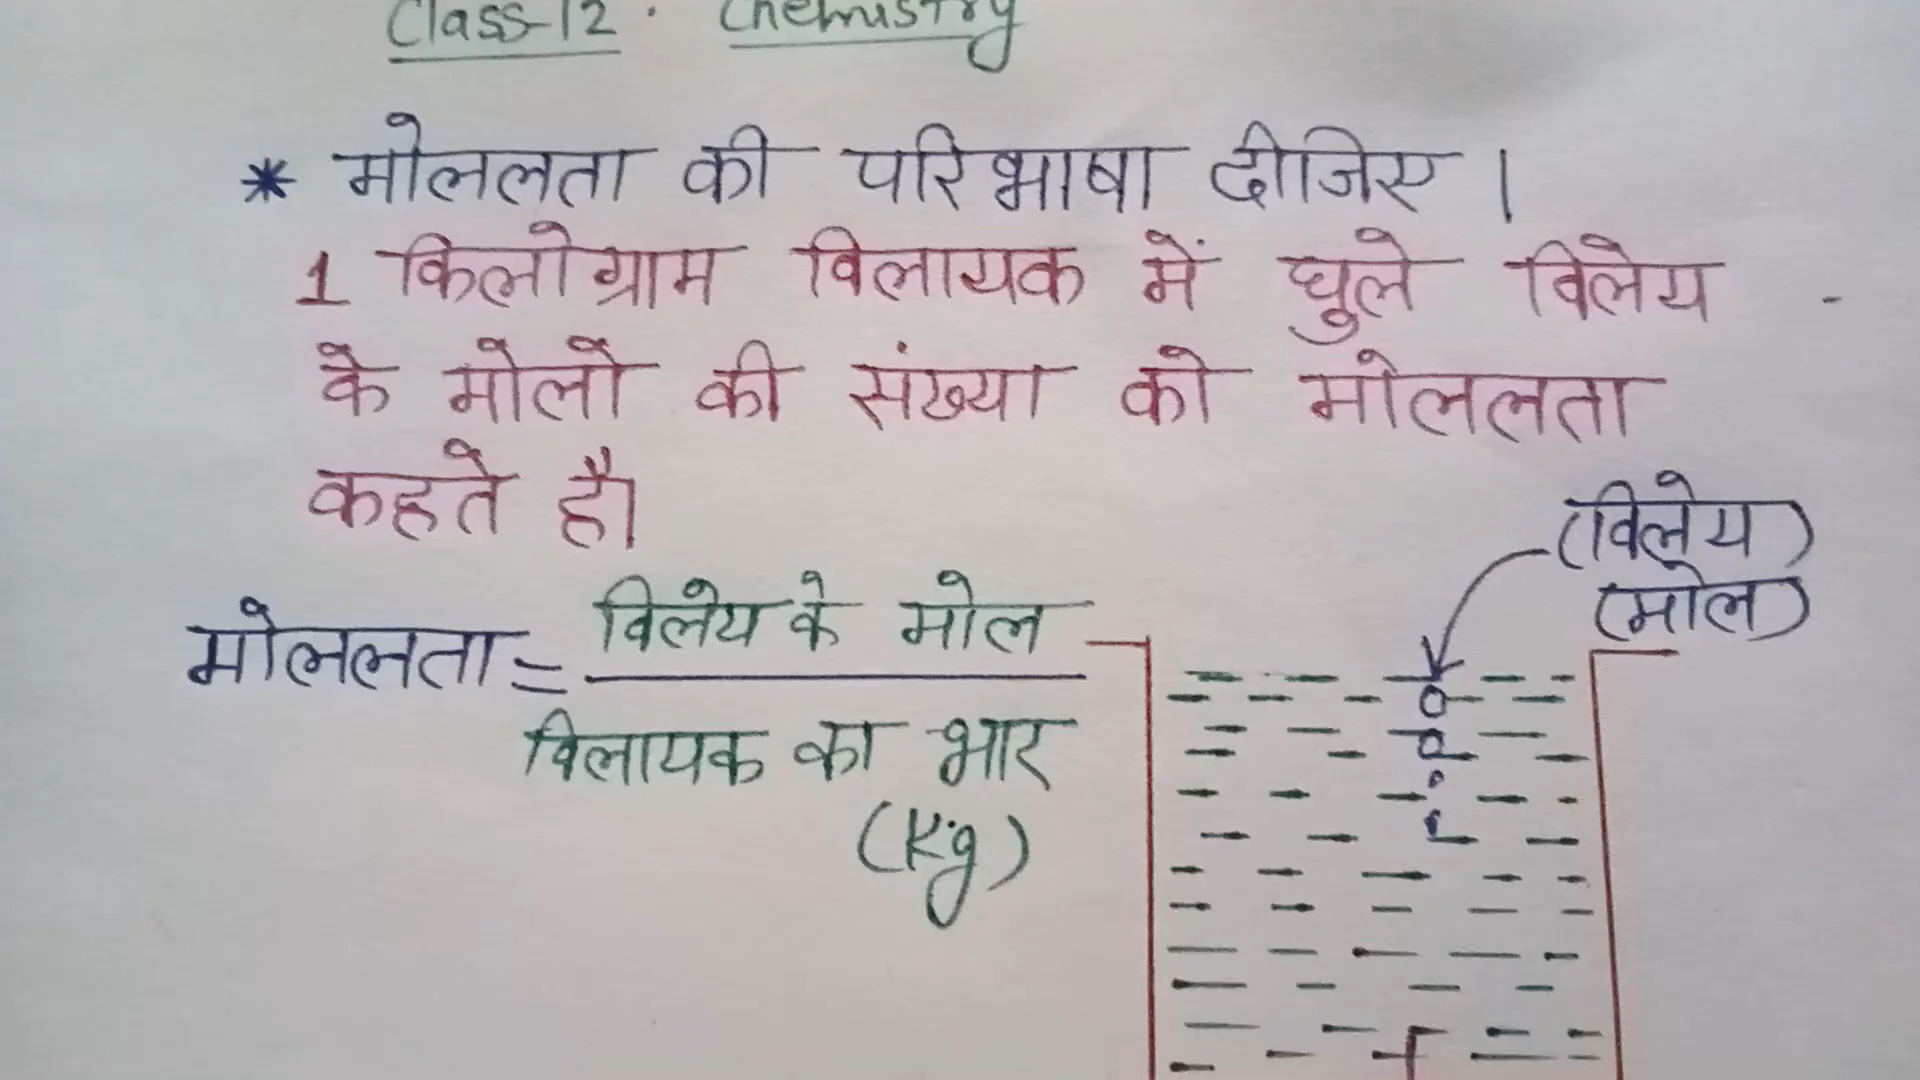 Class-12. Chemistry
* मोललता की परिभाषा दीजिए।
1 किलोग्राम विलायक में घुले विलेय -
के मोलो की संख्या को मोललता
कहते है।
(विलेय)
(मोल)
मोललता = विलेय के मोल
विलायक का भार
(Kg)